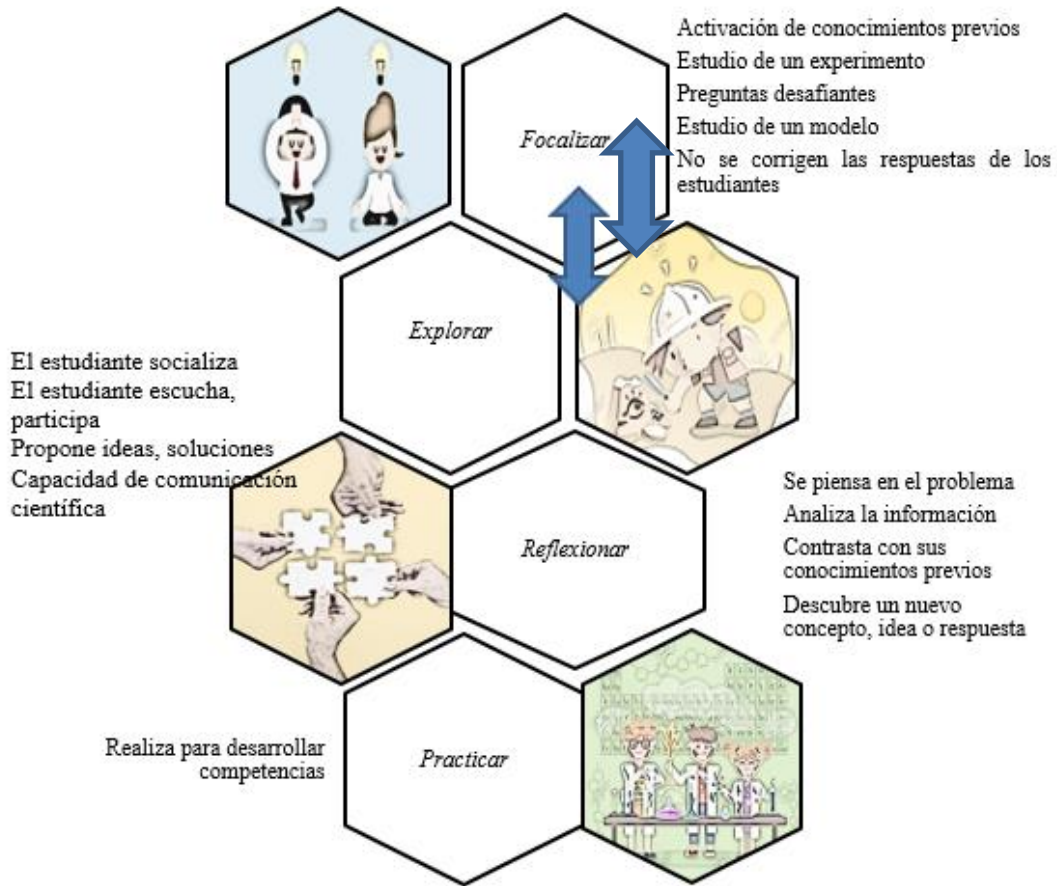 Activación de conocimientos previos
Estudio de un experimento
Preguntas desafiantes
Estudio de un modelo
No se corrigen las respuestas de los
estudiantes
Focalizar
Explorar
El estudiante socializa
El estudiante escucha,
participa
Propone ideas, soluciones
Capacidad de comunicación
científica
Reflexionar
Se piensa en el problema
Analiza la información
Contrasta con sus
conocimientos previos
Descubre un nuevo
concepto, idea o respuesta
Realiza para desarrollar
competencias
Practicar